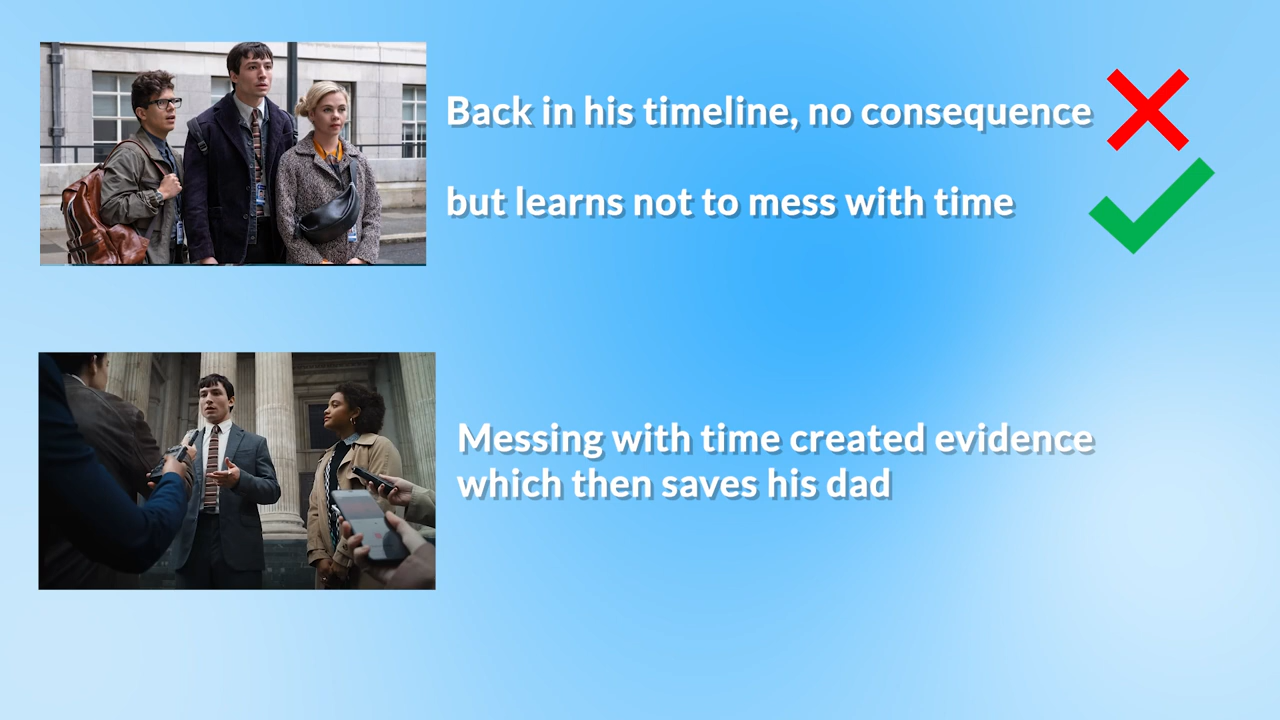 Back in his timeline, no consequence
but learns not to mess with time
Messing with time created evidence
which then saves his dad